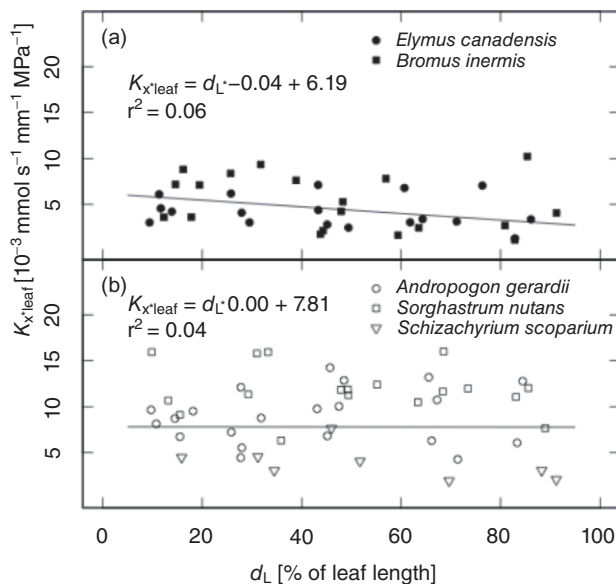 (a)
Elymus canadensis
Bromus inermis
Kx*leaf = dL*−0.04 + 6.19
r² = 0.06
20
15
10
5
(b)
Andropogon gerardii
Sorghastrum nutans
Schizachyrium scoparium
Kx*leaf = dL*0.00 + 7.81
r² = 0.04
20
15
10
5
Kx*leaf [10⁻³ mmol s⁻¹ mm⁻¹ MPa⁻¹]
0 20 40 60 80 100
dL [% of leaf length]